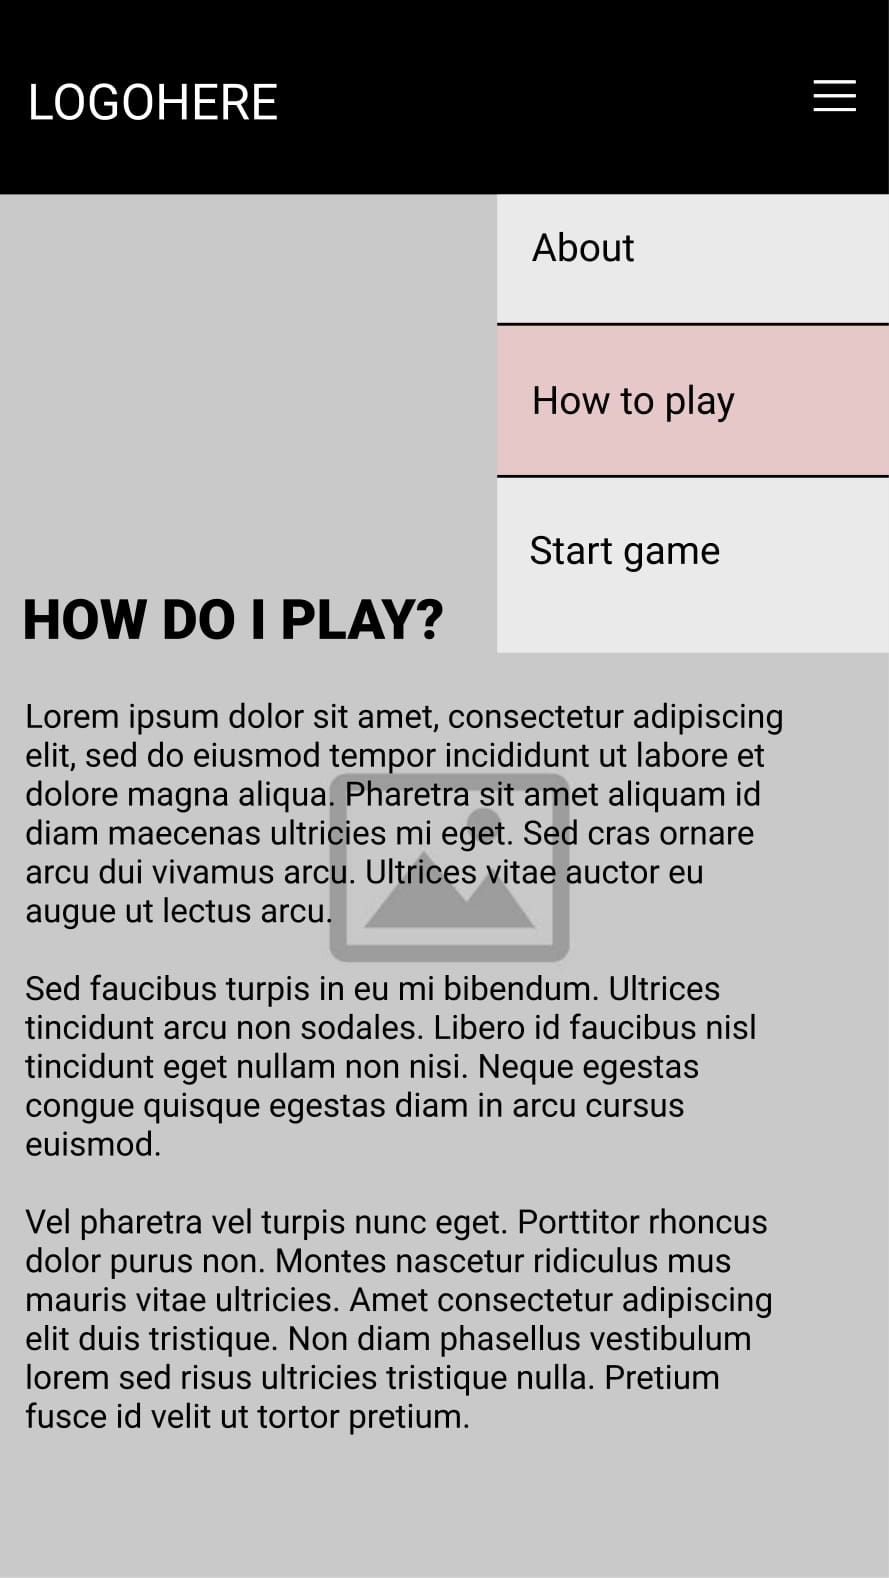 LOGOHERE
About
How to play
Start game
HOW DO I PLAY?
Lorem ipsum dolor sit amet, consectetur adipiscing
elit, sed do eiusmod tempor incididunt ut labore et
dolore magna aliqua. Pharetra sit amet aliquam id
diam maecenas ultricies mi eget. Sed cras ornare
arcu dui vivamus arcu. Ultrices vitae auctor eu
augue ut lectus arcu.
Sed faucibus turpis in eu mi bibendum. Ultrices
tincidunt arcu non sodales. Libero id faucibus nisl
tincidunt eget nullam non nisi. Neque egestas
congue quisque egestas diam in arcu cursus
euismod.
Vel pharetra vel turpis nunc eget. Porttitor rhoncus
dolor purus non. Montes nascetur ridiculus mus
mauris vitae ultricies. Amet consectetur adipiscing
elit duis tristique. Non diam phasellus vestibulum
lorem sed risus ultricies tristique nulla. Pretium
fusce id velit ut tortor pretium.